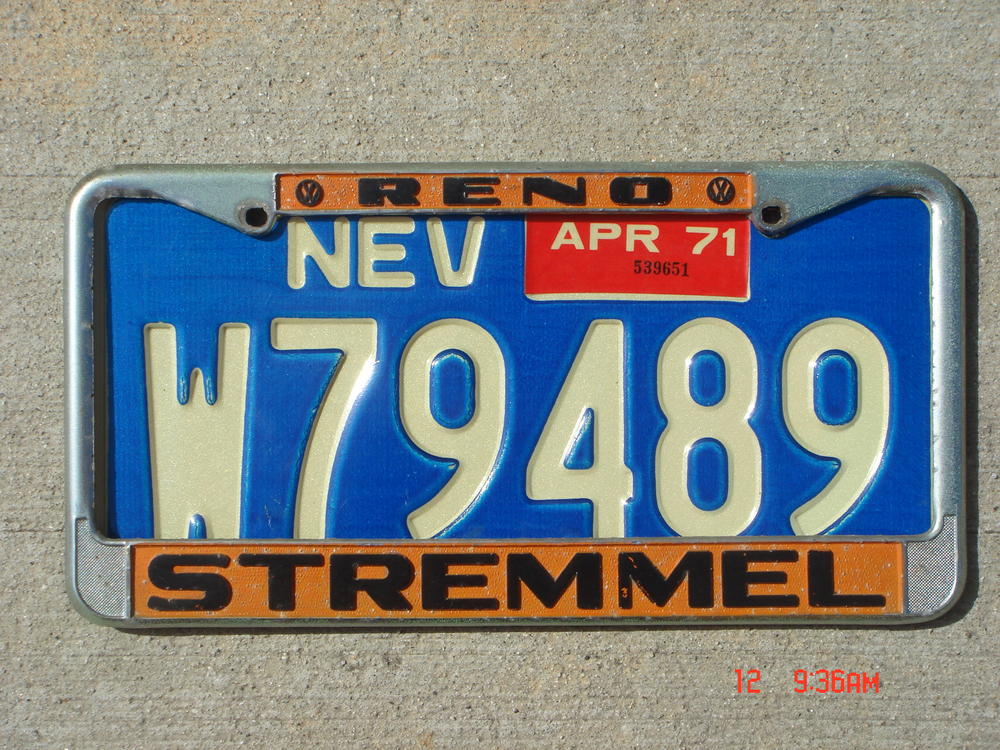 RENO
NEV
APR 71
539651
W79489
STREMMEL
12 9:36AM